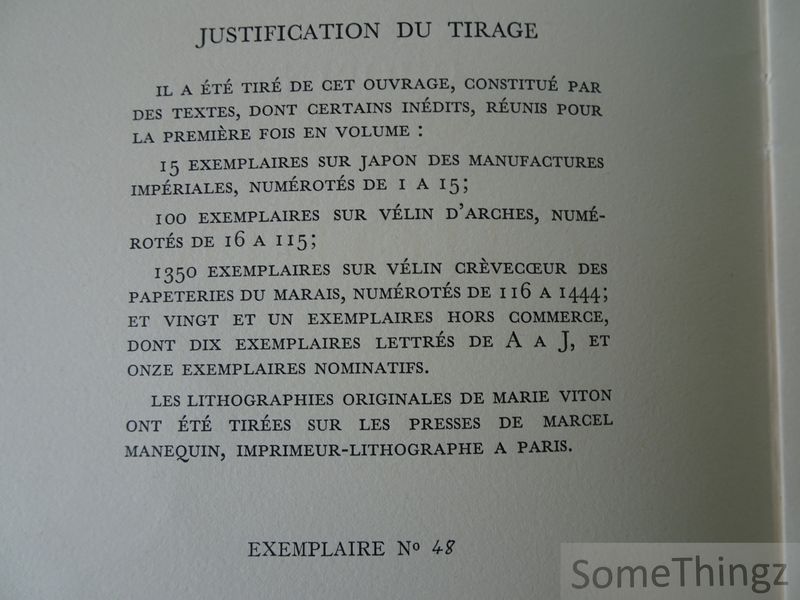 JUSTIFICATION DU TIRAGE
IL A ÉTÉ TIRÉ DE CET OUVRAGE, CONSTITUÉ PAR
DES TEXTES, DONT CERTAINS INÉDITS, RÉUNIS POUR
LA PREMIÈRE FOIS EN VOLUME :
15 EXEMPLAIRES SUR JAPON DES MANUFACTURES
IMPÉRIALES, NUMÉROTÉS DE 1 A 15;
100 EXEMPLAIRES SUR VÉLIN D'ARCHES, NUMÉ-
ROTÉS DE 16 A 115;
1350 EXEMPLAIRES SUR VÉLIN CRÈVECŒUR DES
PAPETERIES DU MARAIS, NUMÉROTÉS DE 116 A 1444;
ET VINGT ET UN EXEMPLAIRES HORS COMMERCE,
DONT DIX EXEMPLAIRES LETTRÉS DE A A J, ET
ONZE EXEMPLAIRES NOMINATIFS.
LES LITHOGRAPHIES ORIGINALES DE MARIE VITON
ONT ÉTÉ TIRÉES SUR LES PRESSES DE MARCEL
MANEQUIN, IMPRIMEUR-LITHOGRAPHE A PARIS.
EXEMPLAIRE Nº 48
SomeThingz